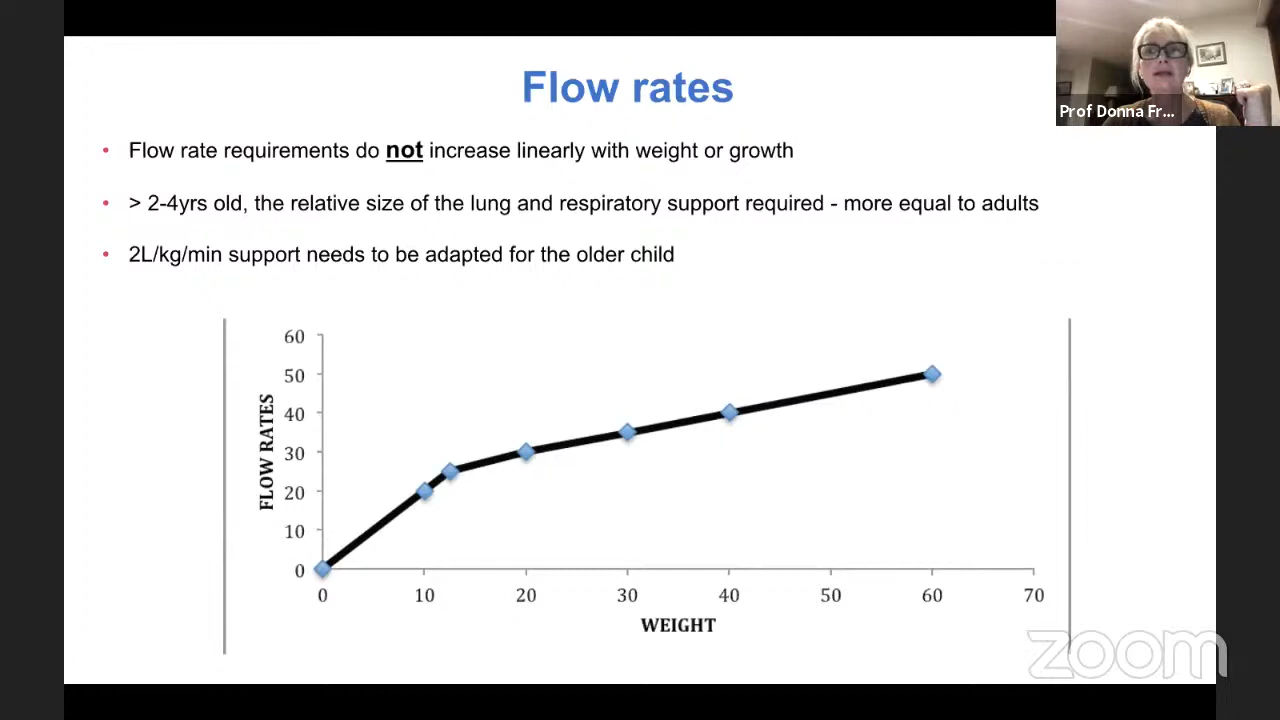 Flow rates
Prof Donna Fr...
• Flow rate requirements do not increase linearly with weight or growth
• > 2-4yrs old, the relative size of the lung and respiratory support required - more equal to adults
• 2L/kg/min support needs to be adapted for the older child
60
50
40
30
20
10
0
FLOW RATES
0 10 20 30 40 50 60 70
WEIGHT
zoom